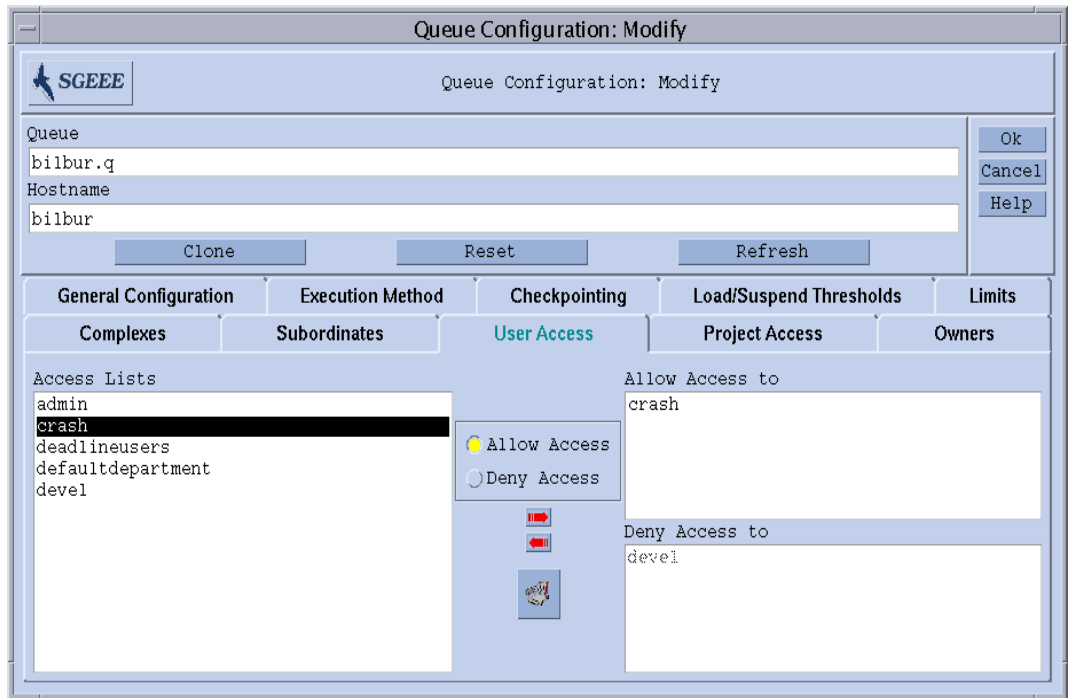 Queue Configuration: Modify
SGEEE
Queue Configuration: Modify
Queue
bilbur.q
Hostname
bilbur
Ok
Cancel
Help
Clone Reset Refresh
General Configuration Execution Method Checkpointing Load/Suspend Thresholds Limits
Complexes Subordinates User Access Project Access Owners
Access Lists
admin
crash
deadlineusers
defaultdepartment
devel
Allow Access
Deny Access
Allow Access to
crash
Deny Access to
devel